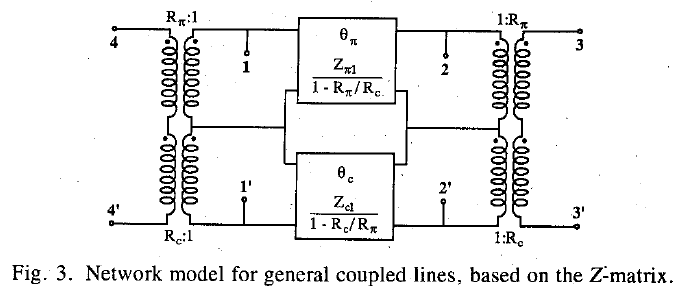 R_π:1
1:R_π
4
3
θ_π
1
2
Z_π1
1 - R_π/R_c
θ_c
1'
2'
Z_c1
4'
3'
1 - R_c/R_π
R_c:1
1:R_c
Fig. 3. Network model for general coupled lines, based on the Z-matrix.